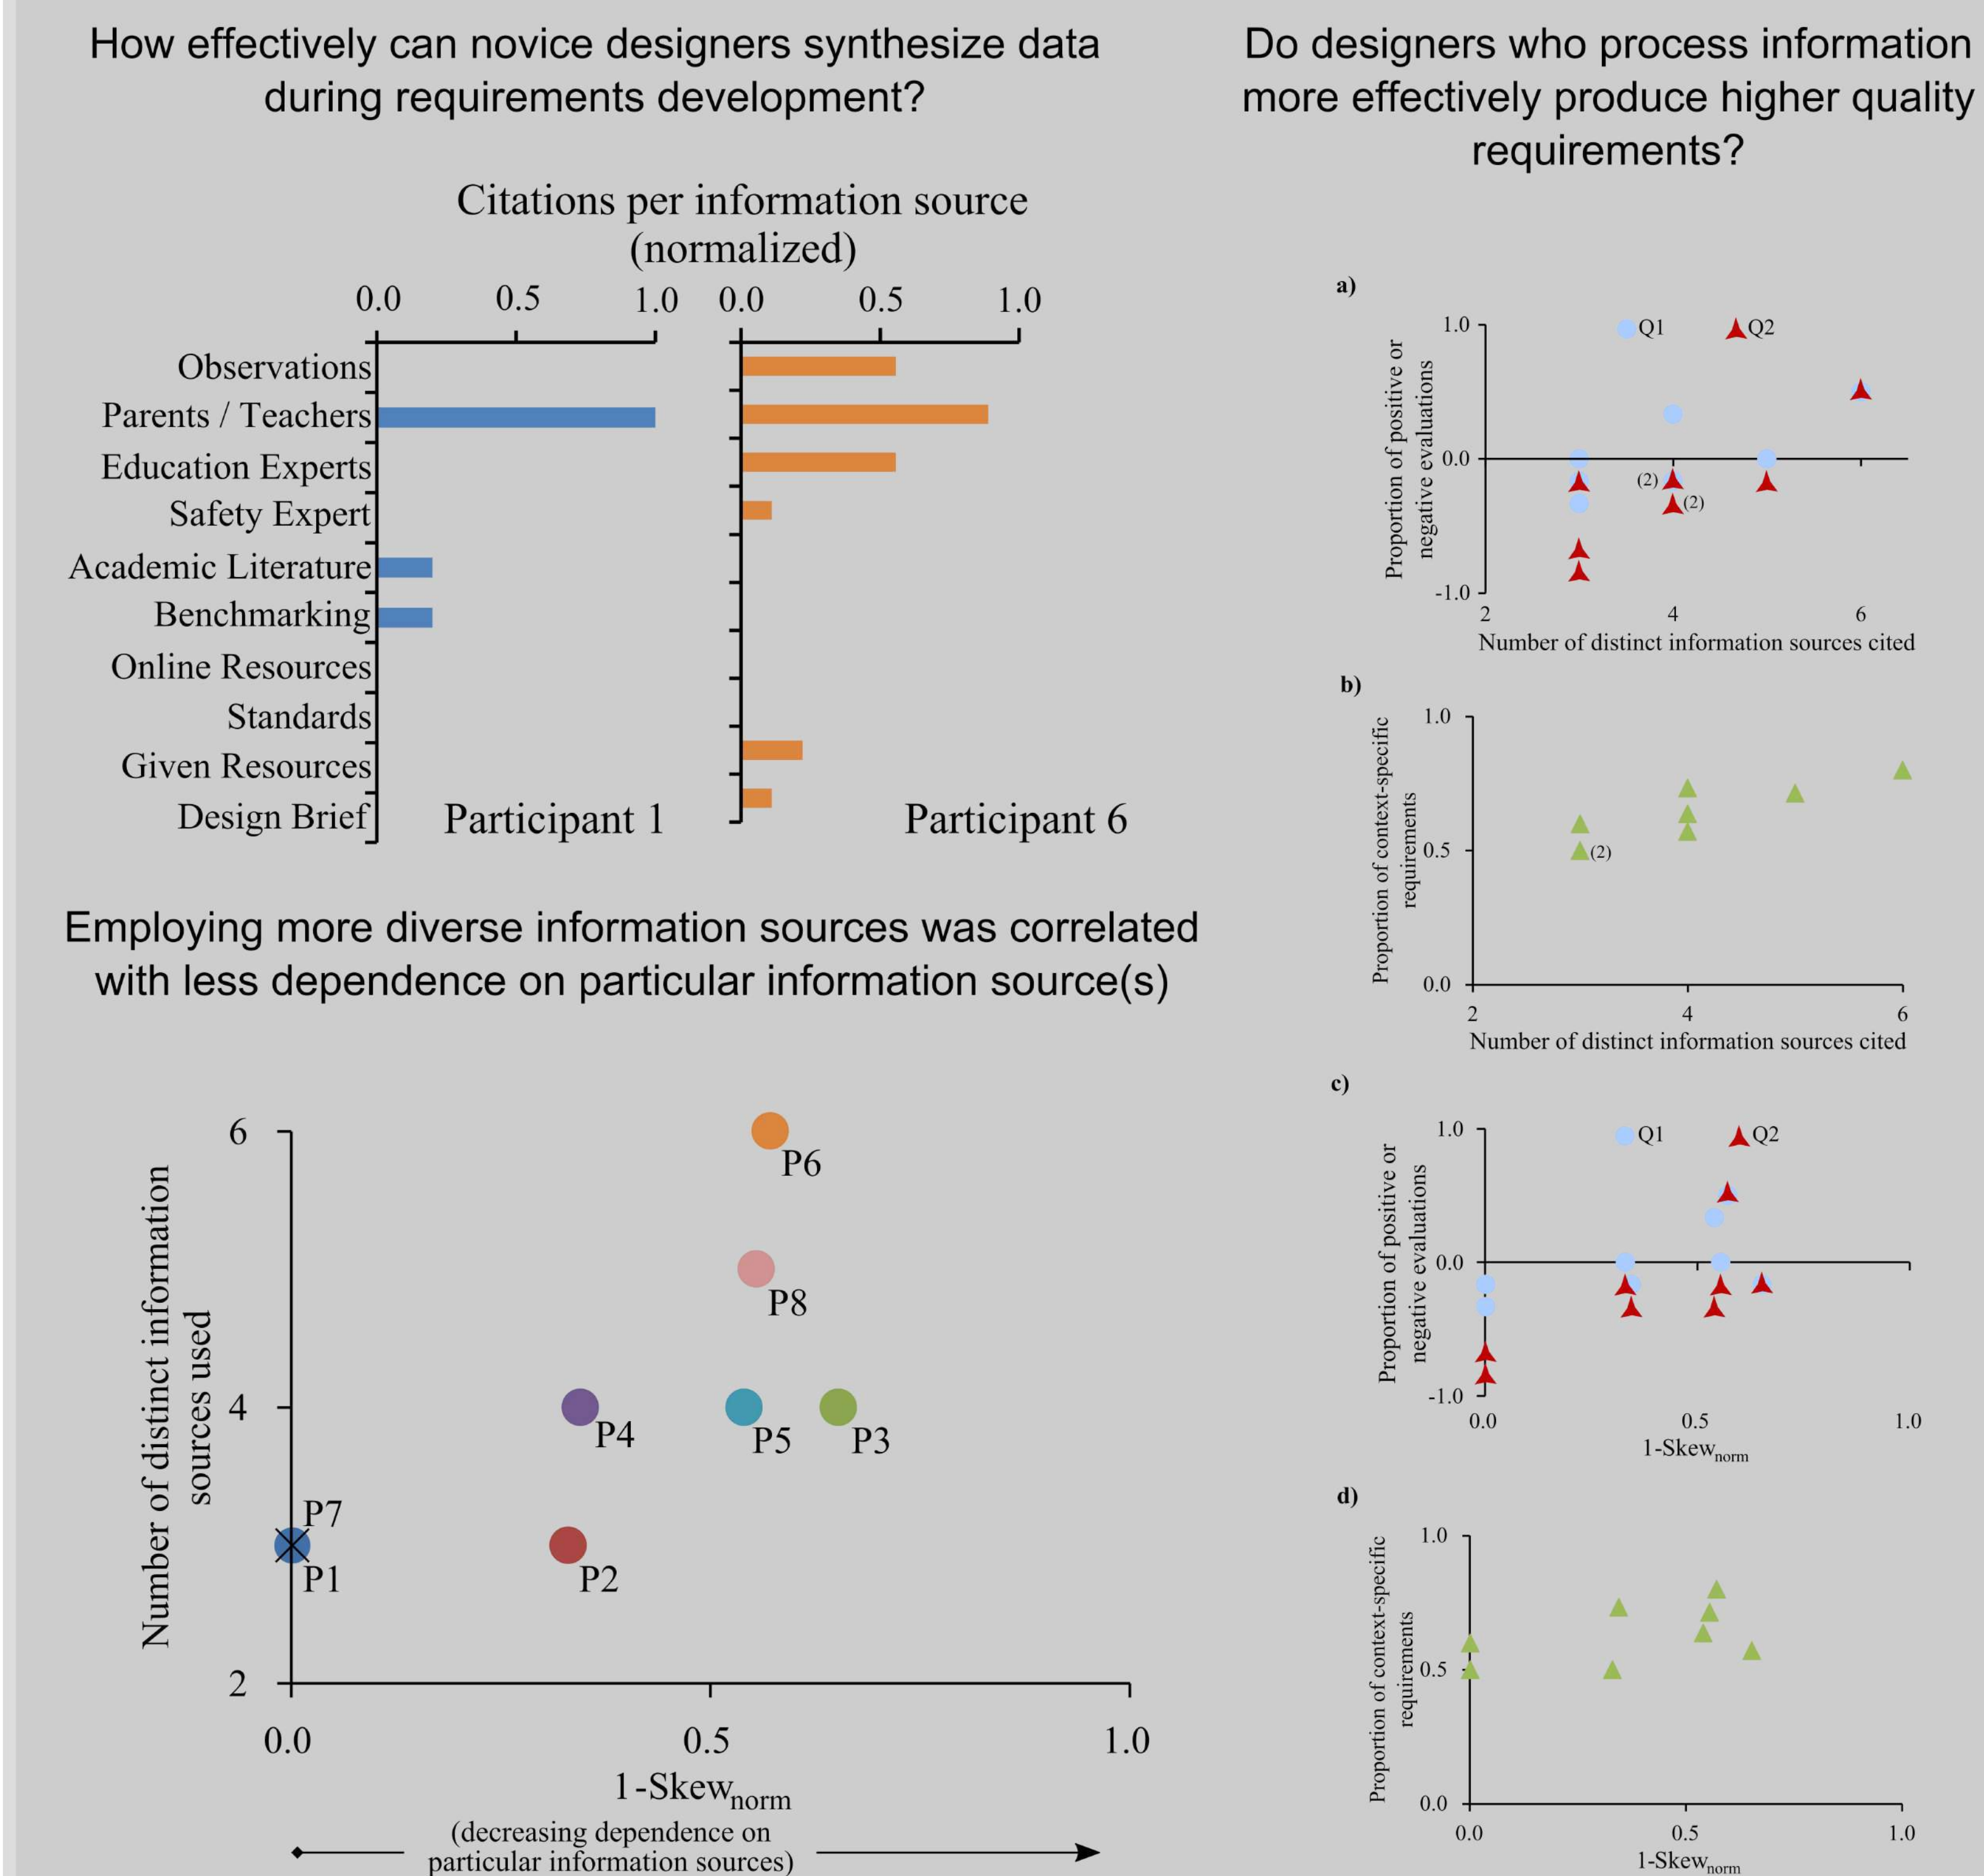 How effectively can novice designers synthesize data
during requirements development?
Citations per information source
(normalized)
0.0 0.5 1.0 0.0 0.5 1.0
Observations
Parents / Teachers
Education Experts
Safety Expert
Academic Literature
Benchmarking
Online Resources
Standards
Given Resources
Design Brief
Participant 1
Participant 6
Employing more diverse information sources was correlated
with less dependence on particular information source(s)
Number of distinct information
sources used
6
4
2
P6
P8
P4
P5
P3
P7
P1
P2
0.0 0.5 1.0
1-Skewnorm
(decreasing dependence on
particular information sources)
Do designers who process information
more effectively produce higher quality
requirements?
a)
Proportion of positive or
negative evaluations
1.0
0.0
-1.0
Q1
Q2
(2)
(2)
2 4 6
Number of distinct information sources cited
b)
Proportion of context-specific
requirements
1.0
0.5
0.0
(2)
2 4 6
Number of distinct information sources cited
c)
Proportion of positive or
negative evaluations
1.0
0.0
-1.0
Q1
Q2
0.0 0.5 1.0
1-Skewnorm
d)
Proportion of context-specific
requirements
1.0
0.5
0.0
0.0 0.5 1.0
1-Skewnorm